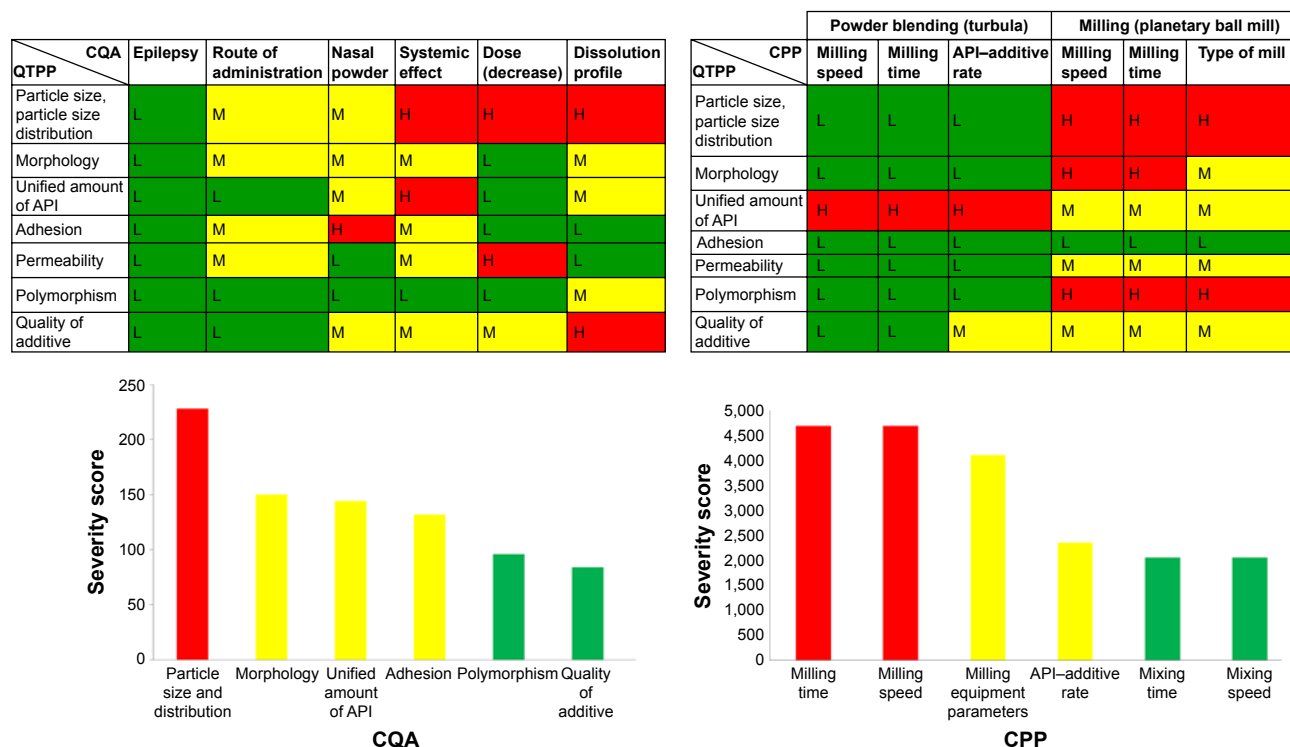 CQA
QTPP
Epilepsy
Route of
administration
Nasal
powder
Systemic
effect
Dose
(decrease)
Dissolution
profile
Particle size,
particle size
distribution
L
M
M
H
H
H
Morphology
L
M
M
M
L
M
Unified amount
of API
L
L
M
H
L
M
Adhesion
L
M
H
M
L
L
Permeability
L
M
L
M
H
L
Polymorphism
L
L
L
L
L
M
Quality of
additive
L
L
M
M
M
H
Powder blending (turbula)
Milling (planetary ball mill)
CPP
QTPP
Milling
speed
Milling
time
API–additive
rate
Milling
speed
Milling
time
Type of mill
Particle size,
particle size
distribution
L
L
L
H
H
H
Morphology
L
L
L
H
H
M
Unified amount
of API
H
H
H
M
M
M
Adhesion
L
L
L
L
L
L
Permeability
L
L
L
M
M
M
Polymorphism
L
L
L
H
H
H
Quality of
additive
L
L
M
M
M
M
Severity score
250
200
150
100
50
0
Particle
size and
distribution
Morphology
Unified
amount
of API
Adhesion
Polymorphism
Quality
of
additive
CQA
Severity score
5,000
4,500
4,000
3,500
3,000
2,500
2,000
1,500
1,000
500
0
Milling
time
Milling
speed
Milling
equipment
parameters
API–additive
rate
Mixing
time
Mixing
speed
CPP